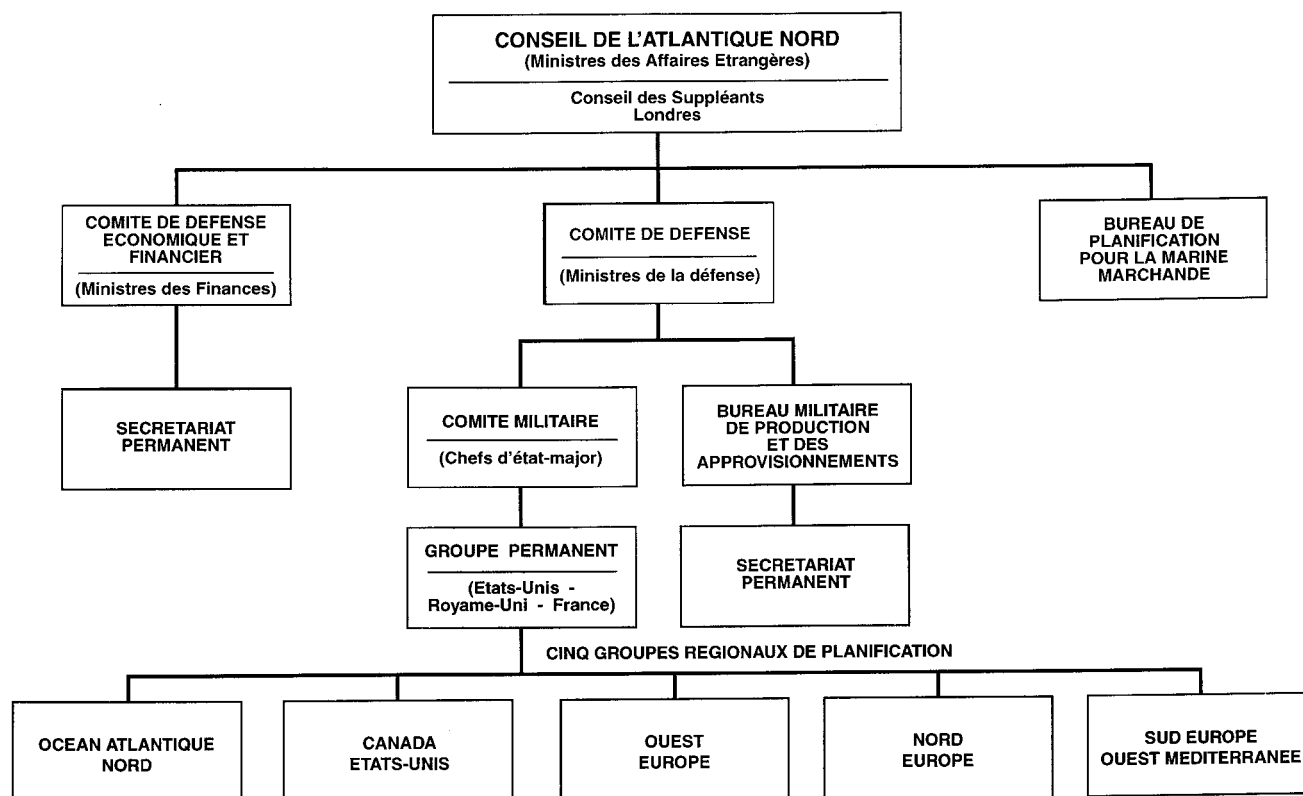 CONSEIL DE L'ATLANTIQUE NORD
(Ministres des Affaires Etrangères)
Conseil des Suppléants
Londres
COMITE DE DEFENSE
ECONOMIQUE ET
FINANCIER
(Ministres des Finances)
COMITE DE DEFENSE
(Ministres de la défense)
BUREAU DE
PLANIFICATION
POUR LA MARINE
MARCHANDE
SECRETARIAT
PERMANENT
COMITE MILITAIRE
(Chefs d'état-major)
BUREAU MILITAIRE
DE PRODUCTION
ET DES
APPROVISIONNEMENTS
GROUPE PERMANENT
(Etats-Unis -
Royame-Uni - France)
SECRETARIAT
PERMANENT
CINQ GROUPES REGIONAUX DE PLANIFICATION
OCEAN ATLANTIQUE
NORD
CANADA
ETATS-UNIS
OUEST
EUROPE
NORD
EUROPE
SUD EUROPE
OUEST MEDITERRANEE